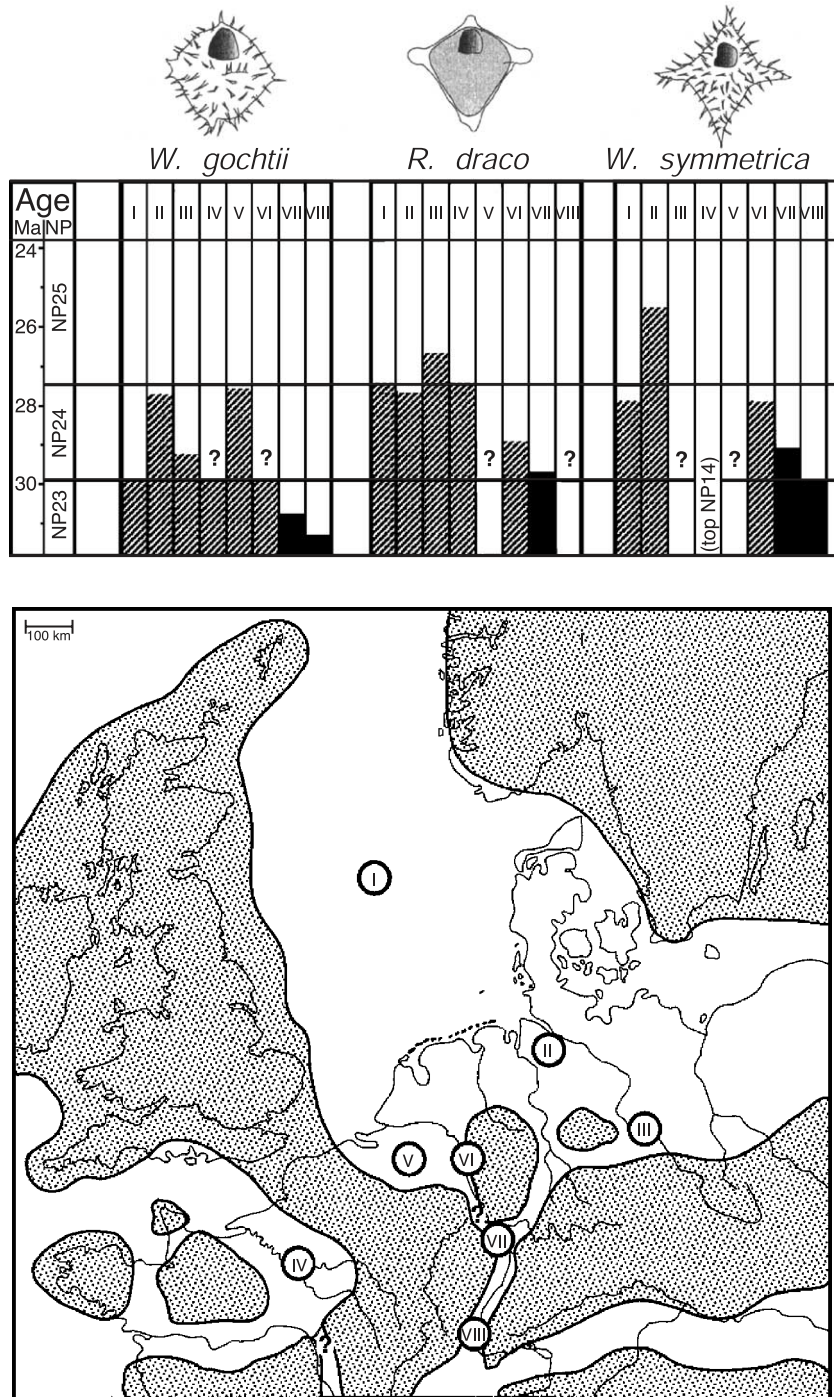 W. gochtii R. draco W. symmetrica
Age
Ma NP I II III IV V VI VII VIII I II III IV V VI VII VIII I II III IV V VI VII VIII
24
NP25
26
28
NP24
? ? ? ? ? ?
(top NP14)
30
NP23
100 km
I
I
II
III
V
VI
?
VII
IV
VIII
?